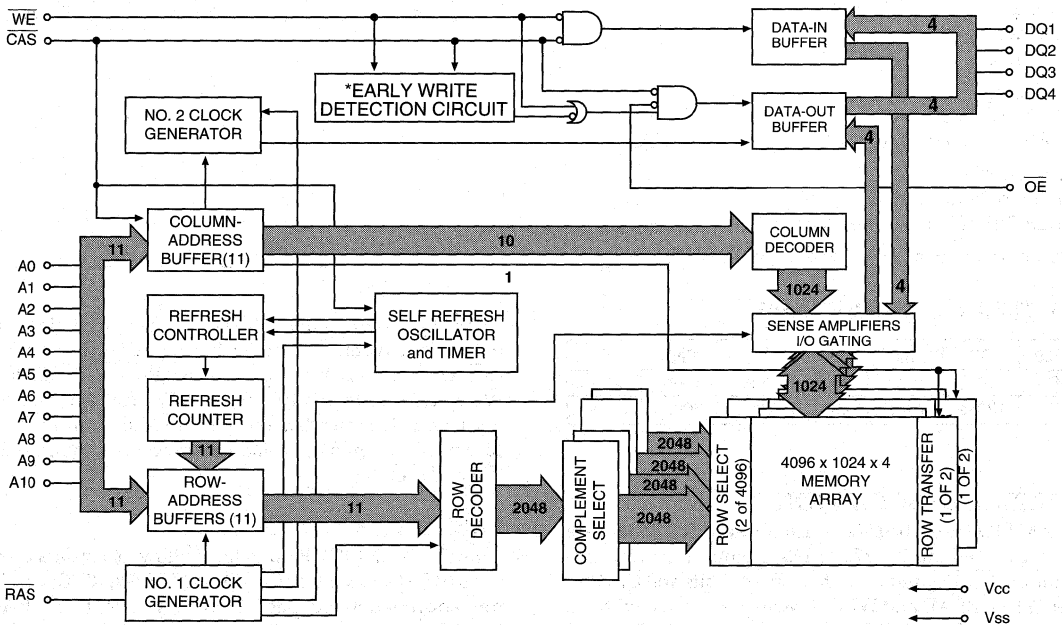 WE
CAS
DATA-IN
BUFFER
4
DQ1
DQ2
DQ3
DQ4
*EARLY WRITE
DETECTION CIRCUIT
NO. 2 CLOCK
GENERATOR
DATA-OUT
BUFFER
4
4
OE
COLUMN-
ADDRESS
BUFFER(11)
11
10
1
COLUMN
DECODER
1024
4
A0
A1
A2
A3
A4
A5
A6
A7
A8
A9
A10
REFRESH
CONTROLLER
SELF REFRESH
OSCILLATOR
and TIMER
SENSE AMPLIFIERS
I/O GATING
1024
REFRESH
COUNTER
11
ROW-
ADDRESS
BUFFERS (11)
11
11
ROW
DECODER
2048
COMPLEMENT
SELECT
2048
2048
2048
2048
ROW SELECT
(2 of 4096)
4096 x 1024 x 4
MEMORY
ARRAY
ROW TRANSFER
(1 OF 2)
(1 OF 2)
RAS
NO. 1 CLOCK
GENERATOR
Vcc
Vss